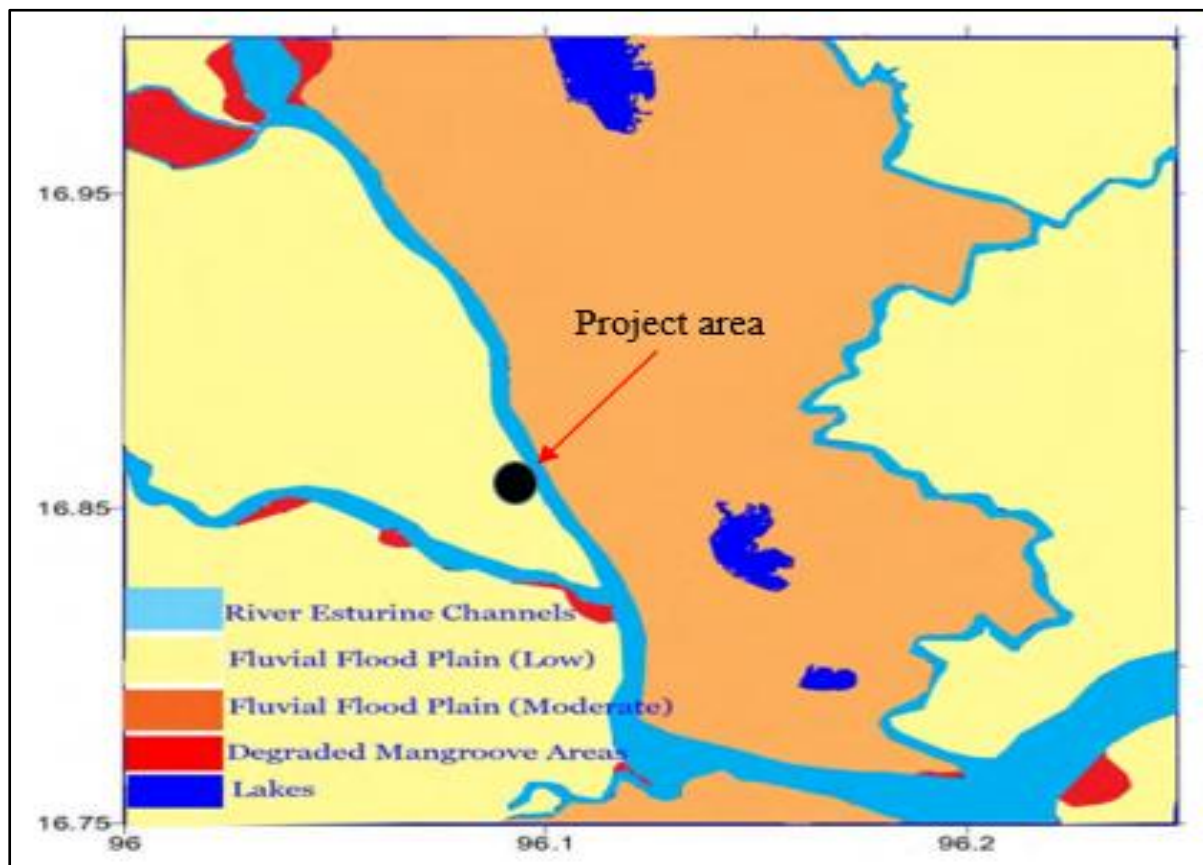 16.95
Project area
16.85
River Esturine Channels
Fluvial Flood Plain (Low)
Fluvial Flood Plain (Moderate)
Degraded Mangroove Areas
Lakes
16.75
96
96.1
96.2